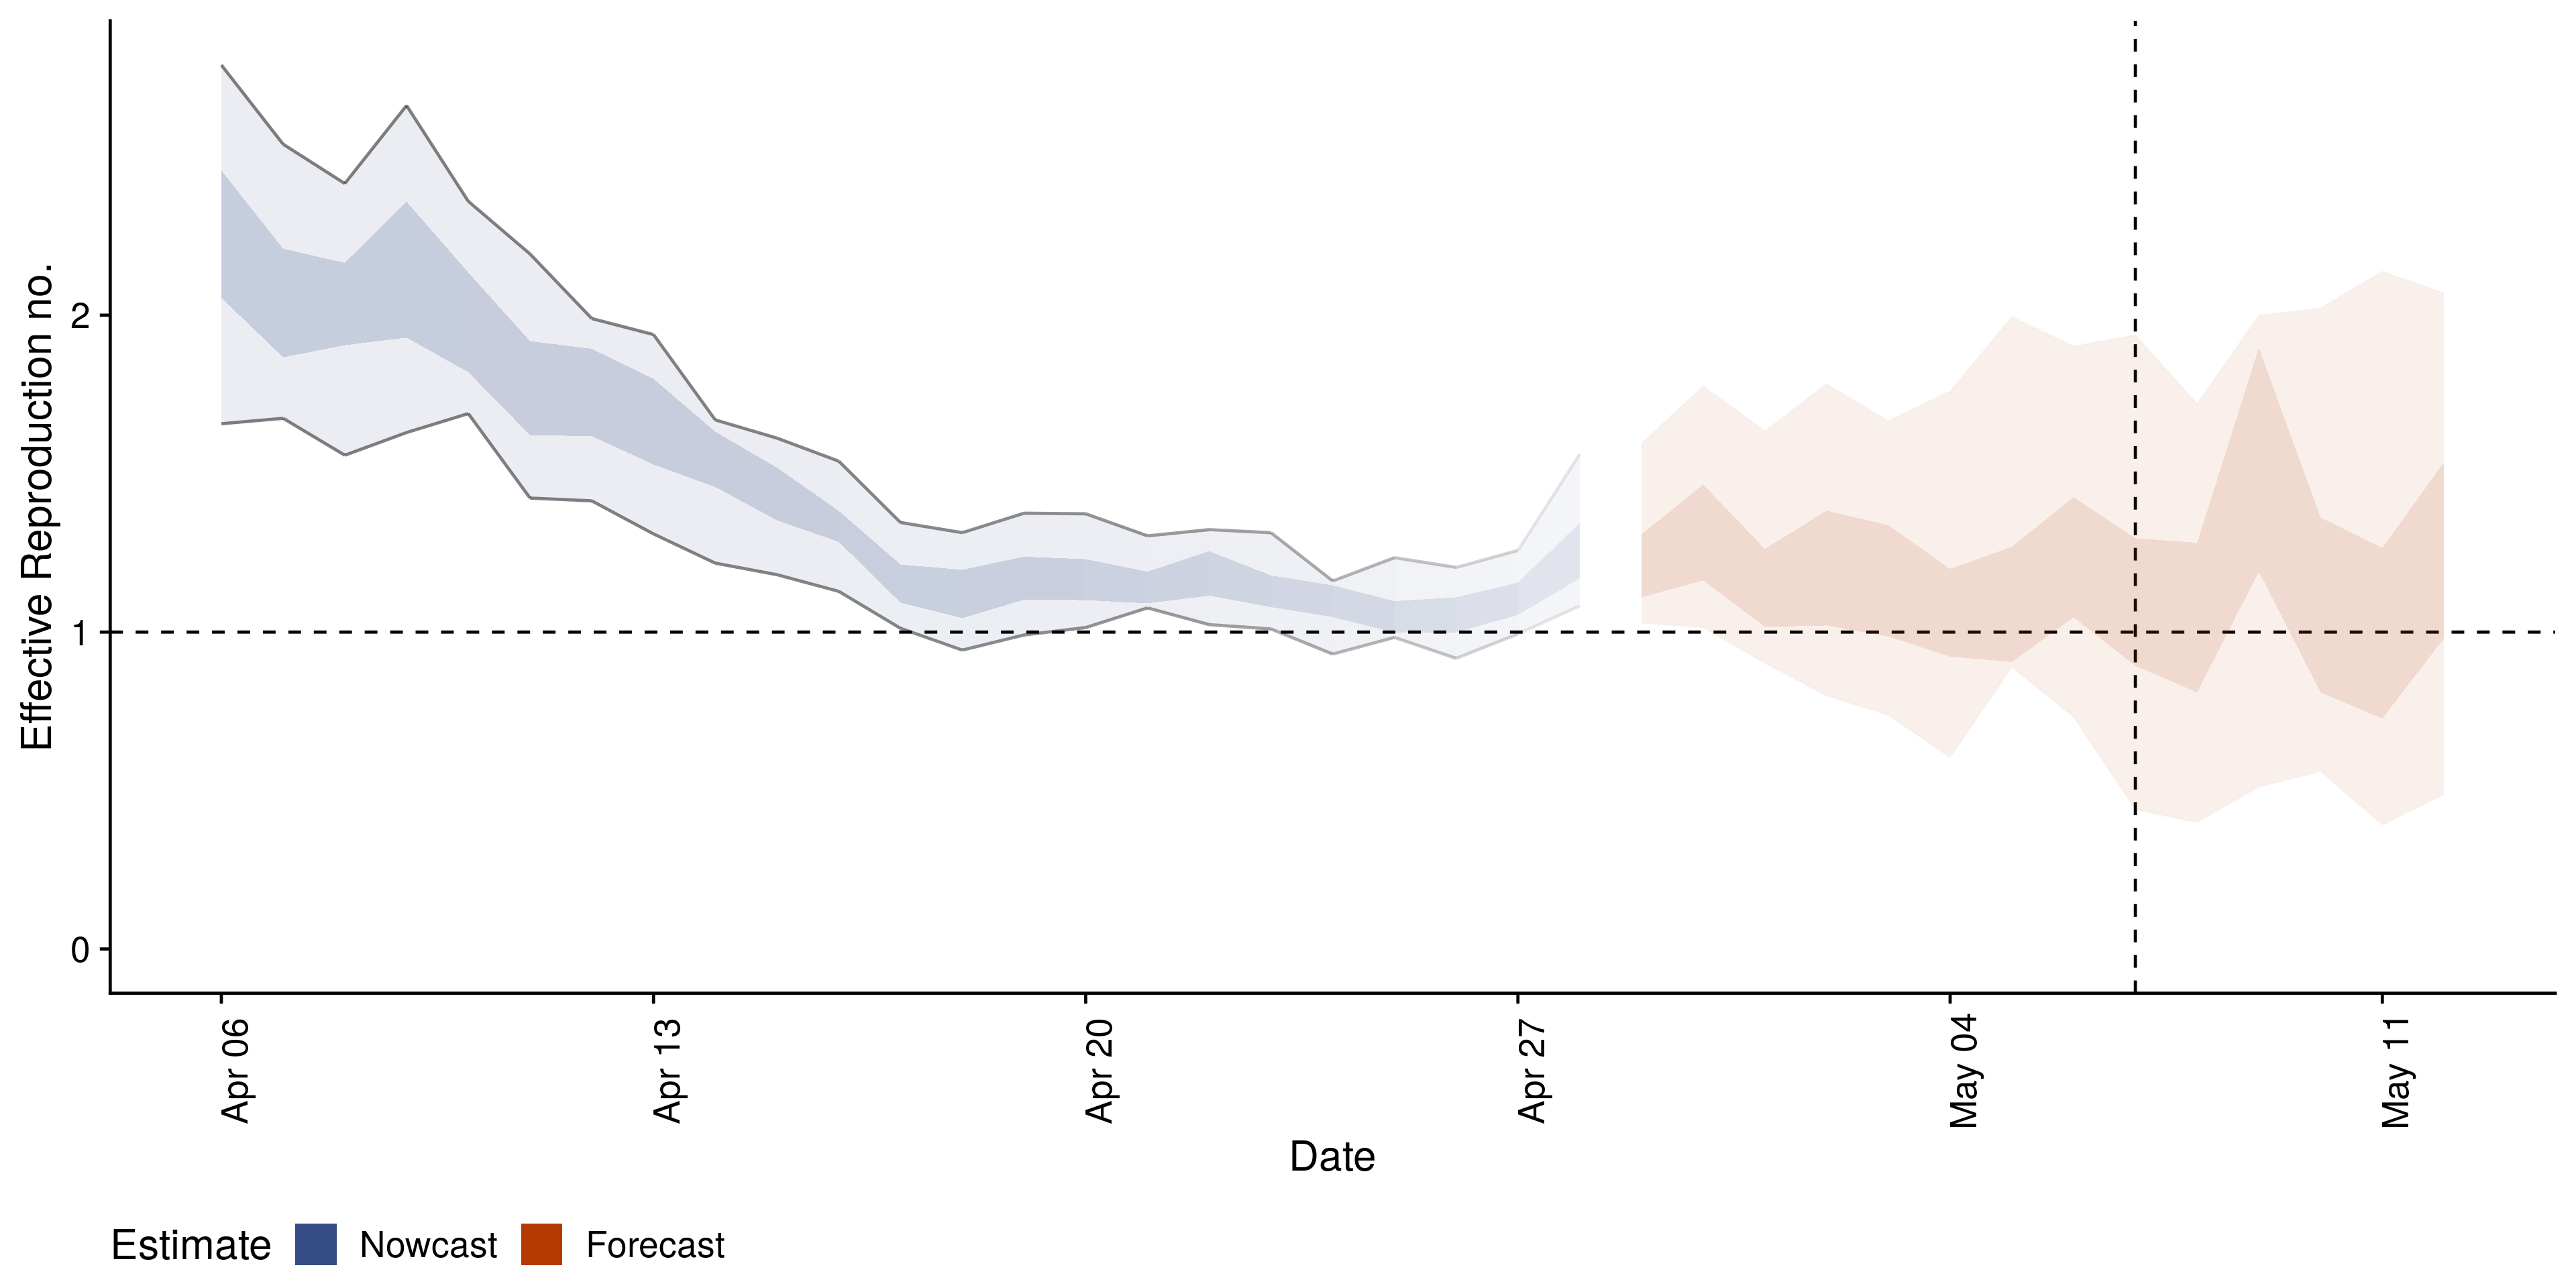 Effective Reproduction no.
2
1
0
Apr 06
Apr 13
Apr 20
Apr 27
May 04
May 11
Date
Estimate Nowcast Forecast